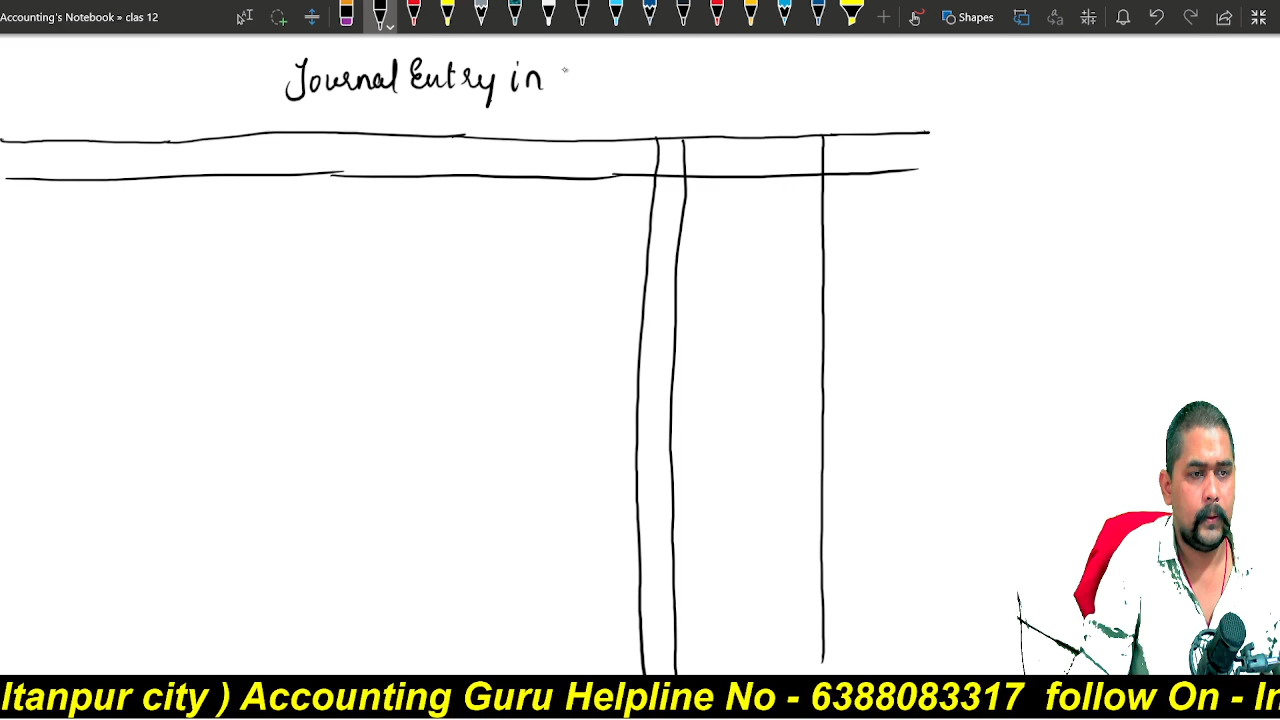 Accounting's Notebook » clas 12
Shapes
Journal Entry in
ltanpur city ) Accounting Guru Helpline No - 6388083317 follow On - In